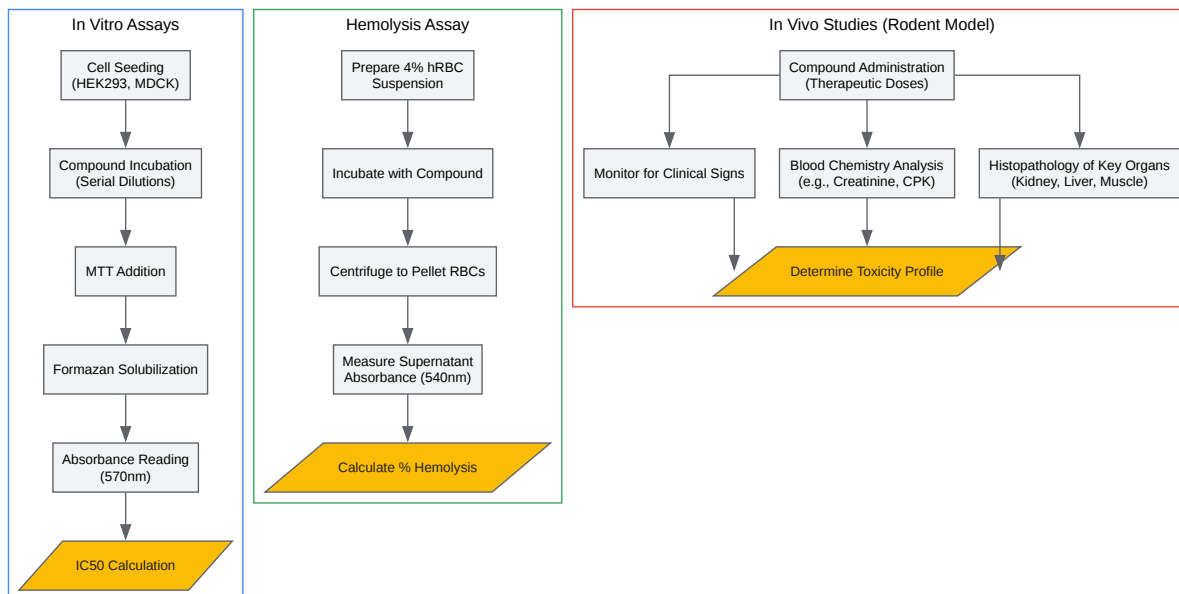 In Vitro Assays
Cell Seeding
(HEK293, MDCK)
Compound Incubation
(Serial Dilutions)
MTT Addition
Formazan Solubilization
Absorbance Reading
(570nm)
IC50 Calculation
Hemolysis Assay
Prepare 4% hRBC
Suspension
Incubate with Compound
Centrifuge to Pellet RBCs
Measure Supernatant
Absorbance (540nm)
Calculate % Hemolysis
In Vivo Studies (Rodent Model)
Compound Administration
(Therapeutic Doses)
Monitor for Clinical Signs
Blood Chemistry Analysis
(e.g., Creatinine, CPK)
Histopathology of Key Organs
(Kidney, Liver, Muscle)
Determine Toxicity Profile